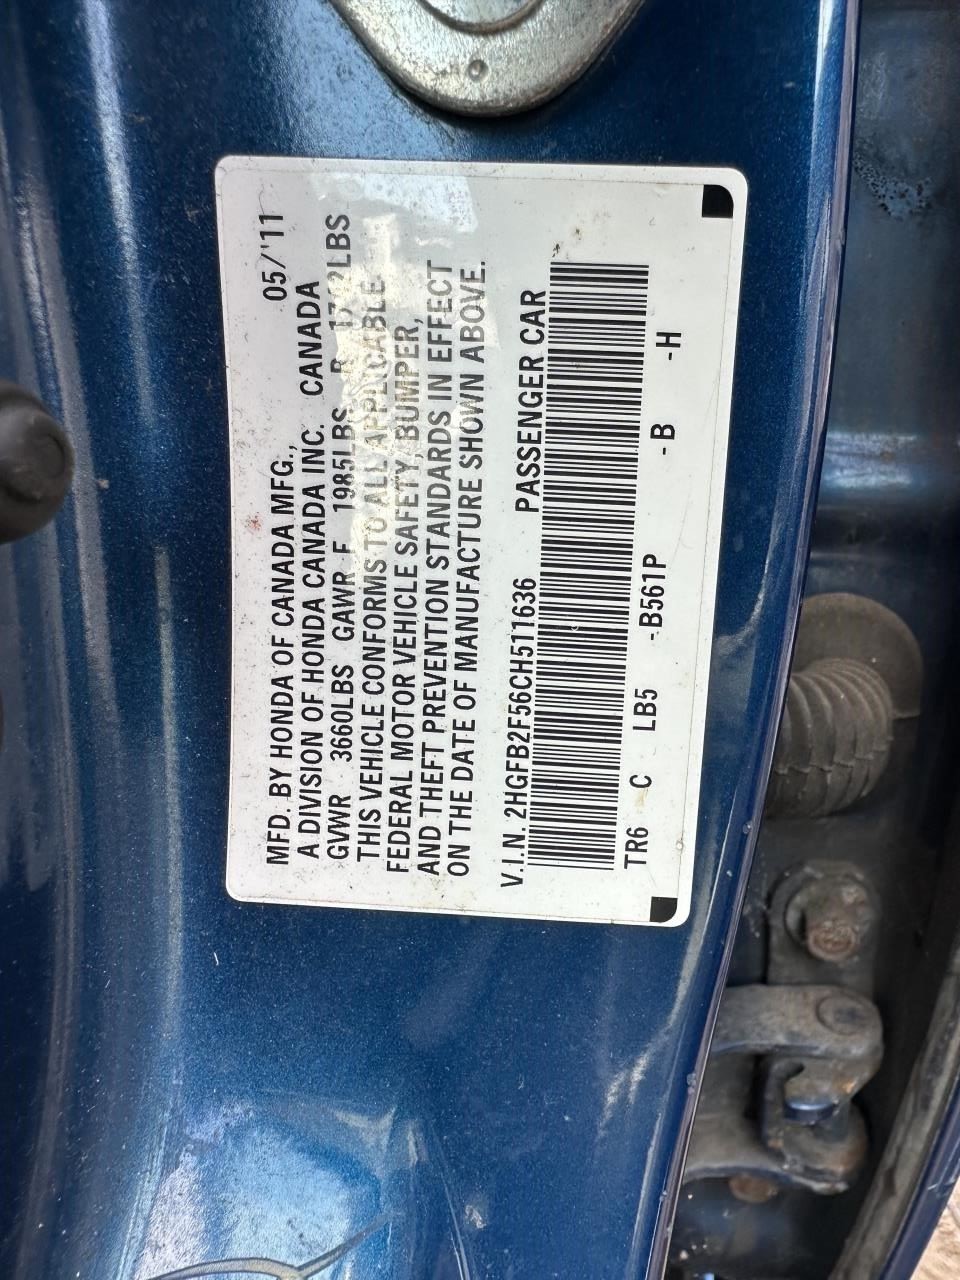 MFD. BY HONDA OF CANADA MFG., 05/'11
A DIVISION OF HONDA CANADA INC. CANADA
GVWR 3660LBS GAWR F 1985LBS R LBS
THIS VEHICLE CONFORMS TO ALL APPLICABLE
FEDERAL MOTOR VEHICLE SAFETY, BUMPER,
AND THEFT PREVENTION STANDARDS IN EFFECT
ON THE DATE OF MANUFACTURE SHOWN ABOVE.
V.I.N. 2HGFB2F56CH511636 PASSENGER CAR
TR6 C LB5 -B561P -B -H